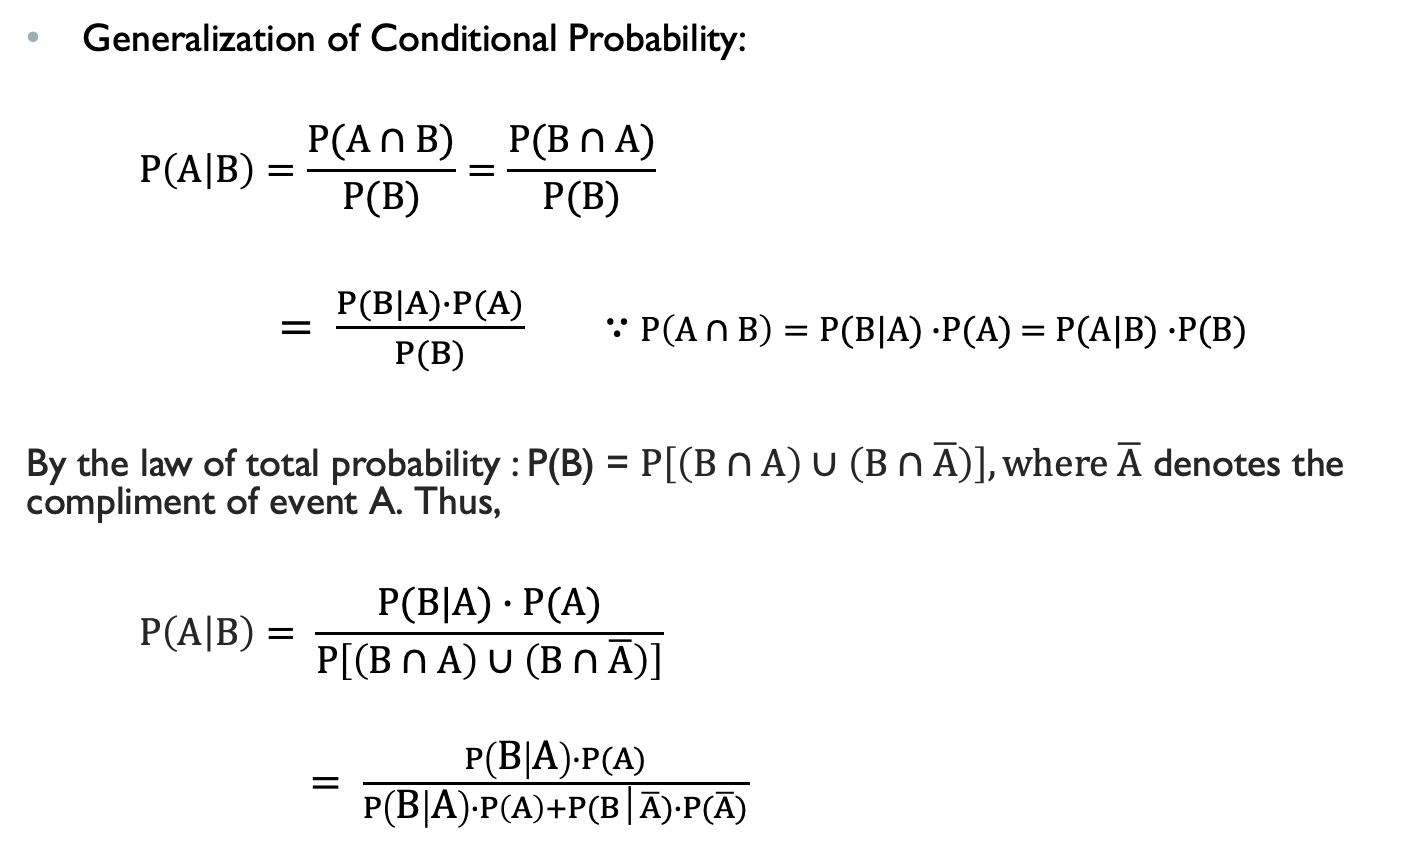 • Generalization of Conditional Probability:
P(A|B) = P(A ∩ B)/P(B) = P(B ∩ A)/P(B)
= P(B|A)·P(A)/P(B) ∵ P(A ∩ B) = P(B|A) ·P(A) = P(A|B) ·P(B)
By the law of total probability : P(B) = P[(B ∩ A) ∪ (B ∩ A̅)], where A̅ denotes the
compliment of event A. Thus,
P(A|B) = P(B|A) · P(A)/P[(B ∩ A) ∪ (B ∩ A̅)]
= P(B|A)·P(A)/P(B|A)·P(A)+P(B|A̅)·P(A̅)